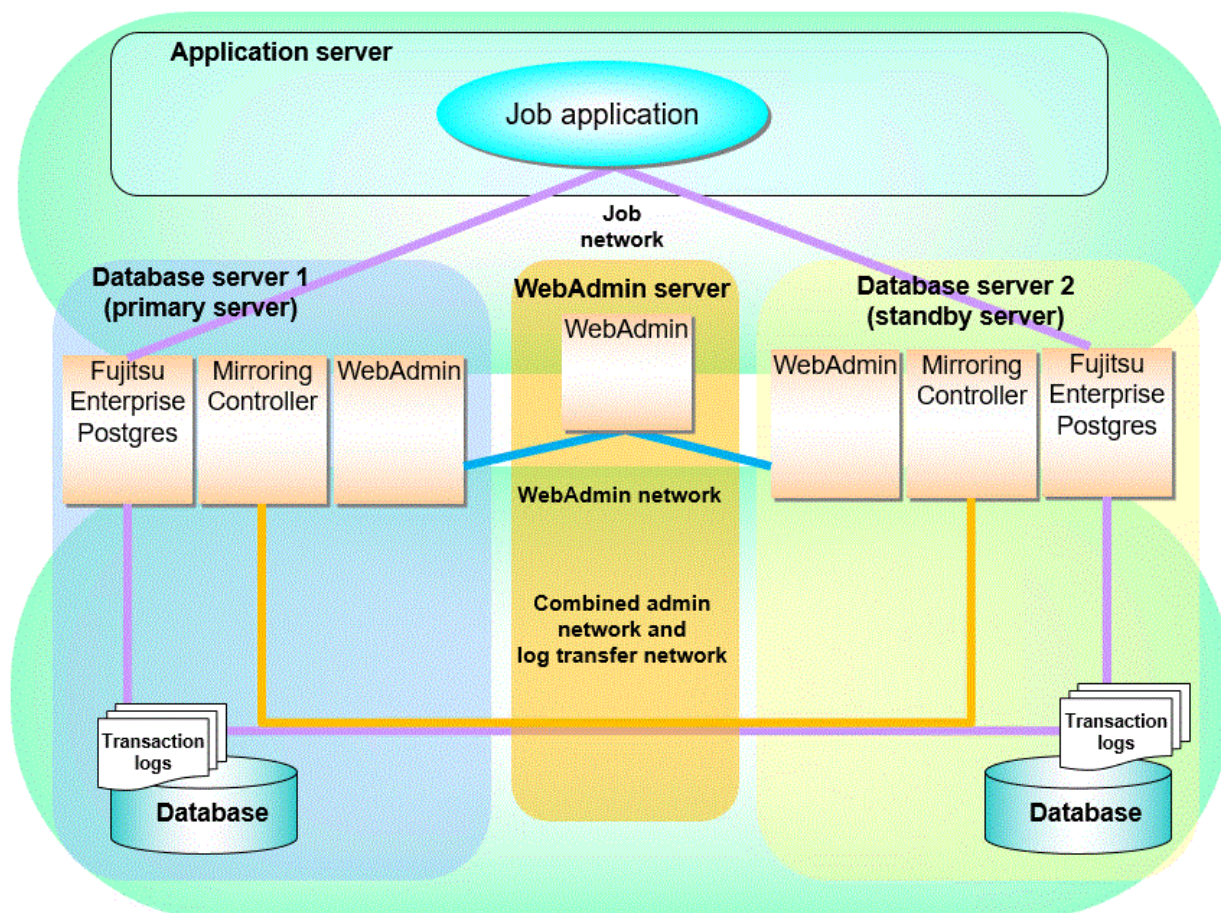 Application server
Job application
Job
network
Database server 1
(primary server)
WebAdmin server
Database server 2
(standby server)
Fujitsu
Enterprise
Postgres
Mirroring
Controller
WebAdmin
WebAdmin
WebAdmin
Mirroring
Controller
Fujitsu
Enterprise
Postgres
WebAdmin network
Combined admin
network and
log transfer network
Transaction
logs
Database
Transaction
logs
Database